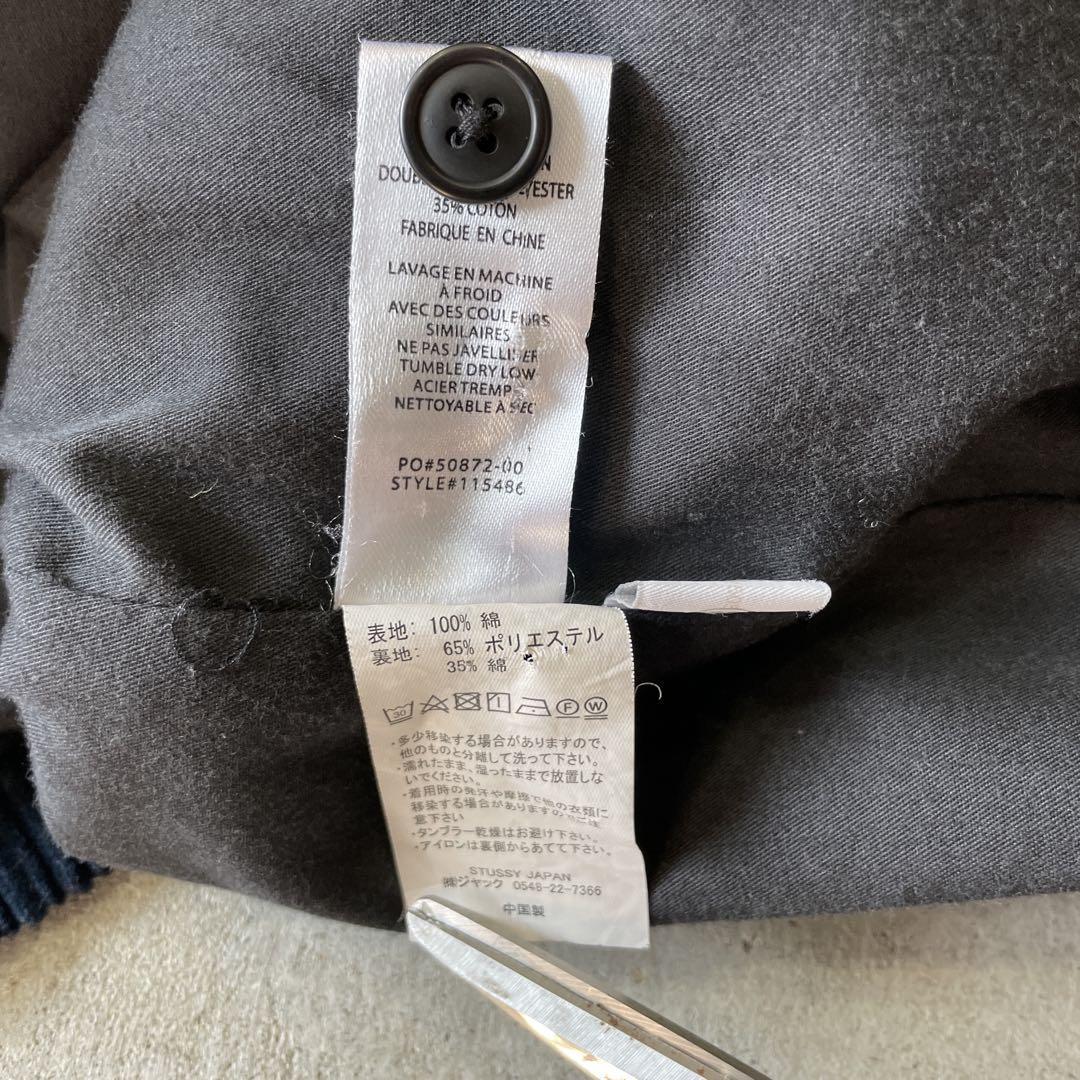 35% COTON
FABRIQUE EN CHINE
LAVAGE EN MACHINE
À FROID
AVEC DES COULEURS
SIMILAIRES
NE PAS JAVELLISER
TUMBLE DRY LOW
ACIER TREMP
NETTOYABLE À SEC
PO#50872-00
STYLE#115486
表地: 100% 綿
裏地: 65% ポリエステル
35% 綿
30
F W
・多少移染する場合がありますので、
他のものと分離して洗って下さい。
・濡れたまま、湿ったままで放置しな
いでください。
・着用時の発汗や摩擦で他の衣類に
移染する場合がありますのでご注
意下さい
・タンブラー乾燥はお避け下さい。
・アイロンは裏側からあてて下さい。
STUSSY JAPAN
㈱ジャック 0548-22-7366
中国製